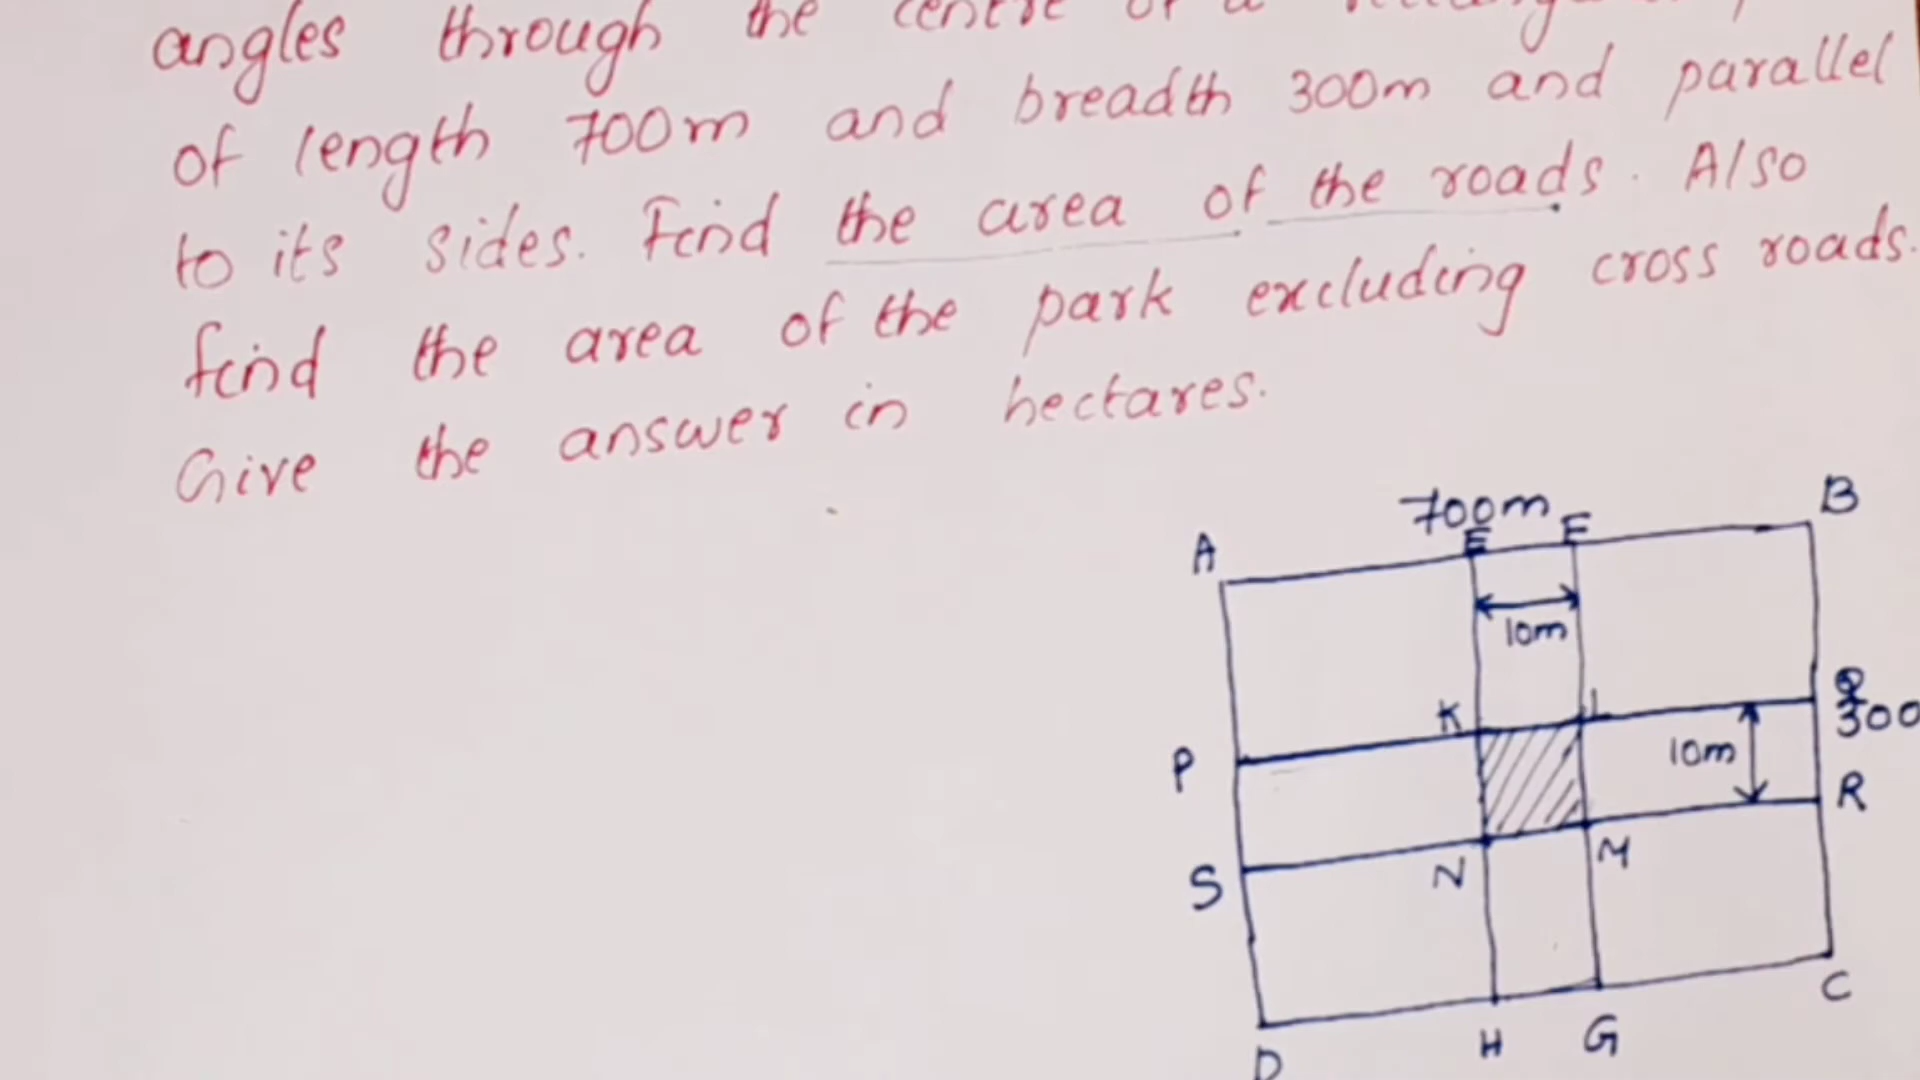 angles through the centre of a
of length 700m and breadth 300m and parallel
to its sides. Find the area of the roads. Also
find the area of the park excluding cross roads.
Give the answer in hectares.
700m
A E F B
10m
K L Q
300
P 10m
R
S N M
C
D H G